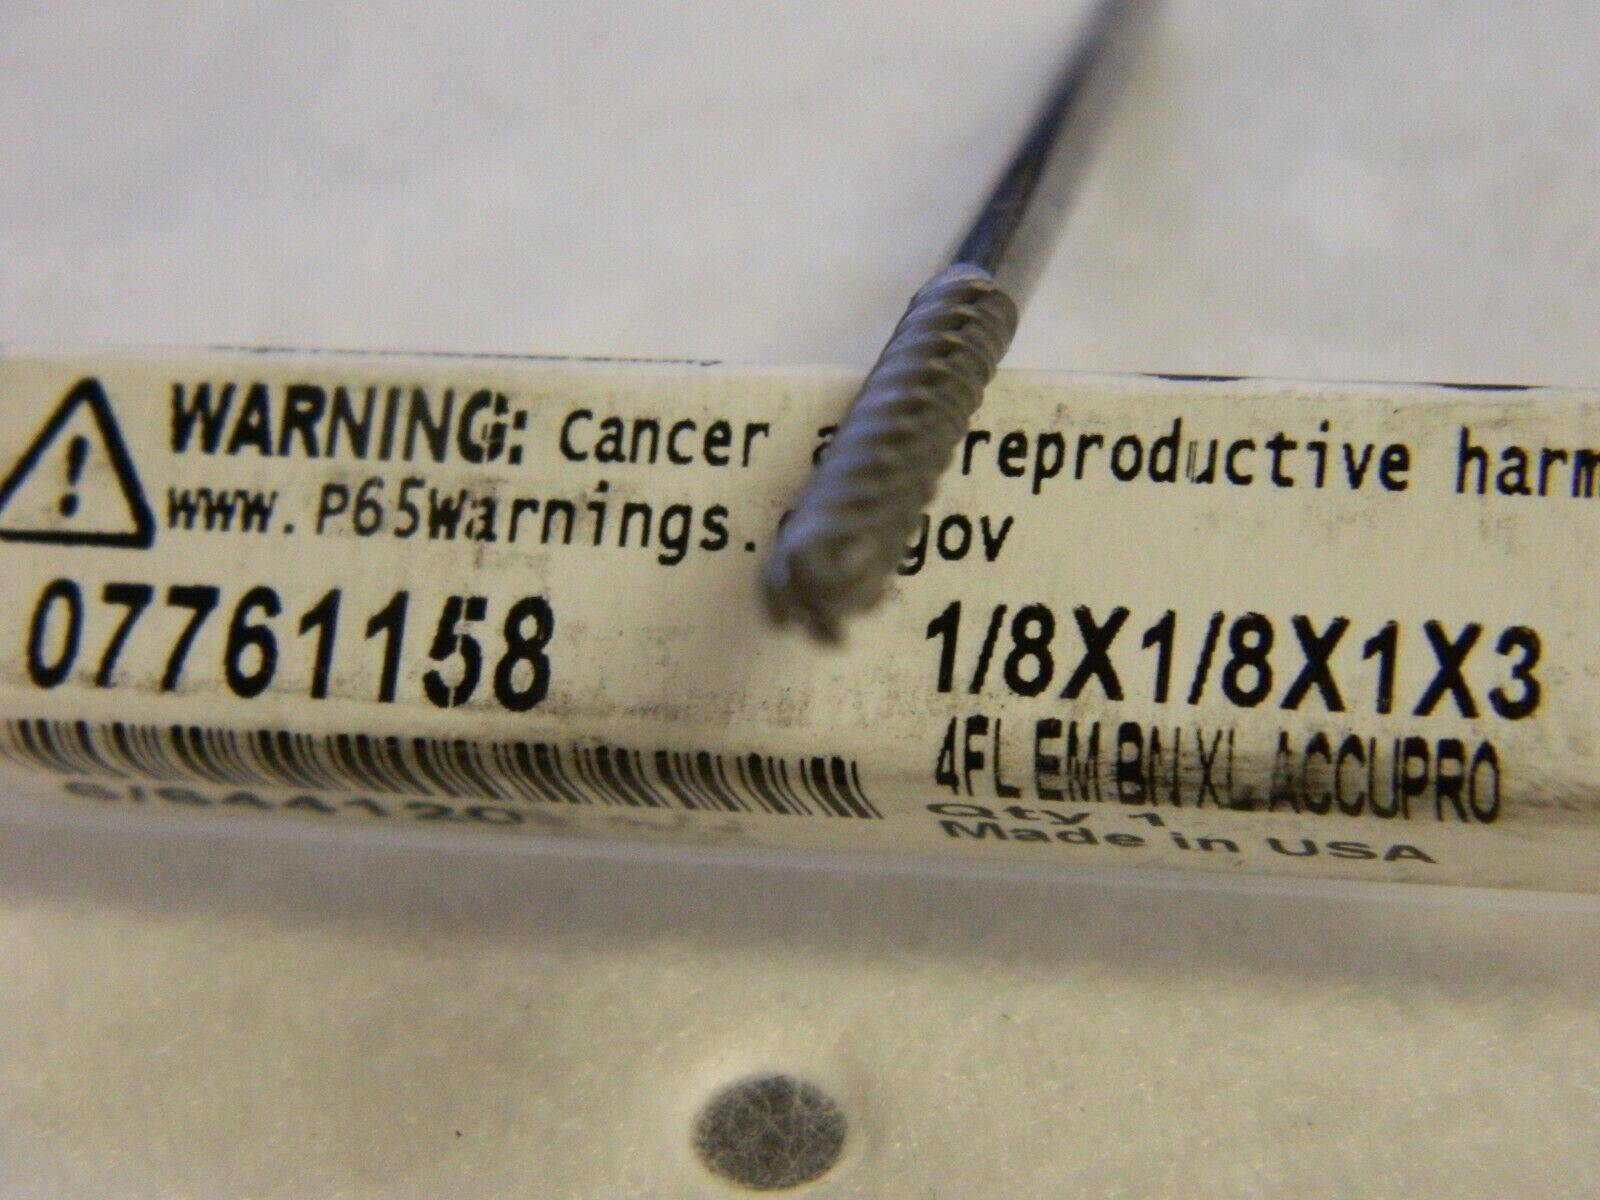 WARNING: Cancer a reproductive harm
www.P65Warnings. gov
07761158
1/8X1/8X1X3
4FL EM BN XL ACCUPRO
Qty 1
Made in USA